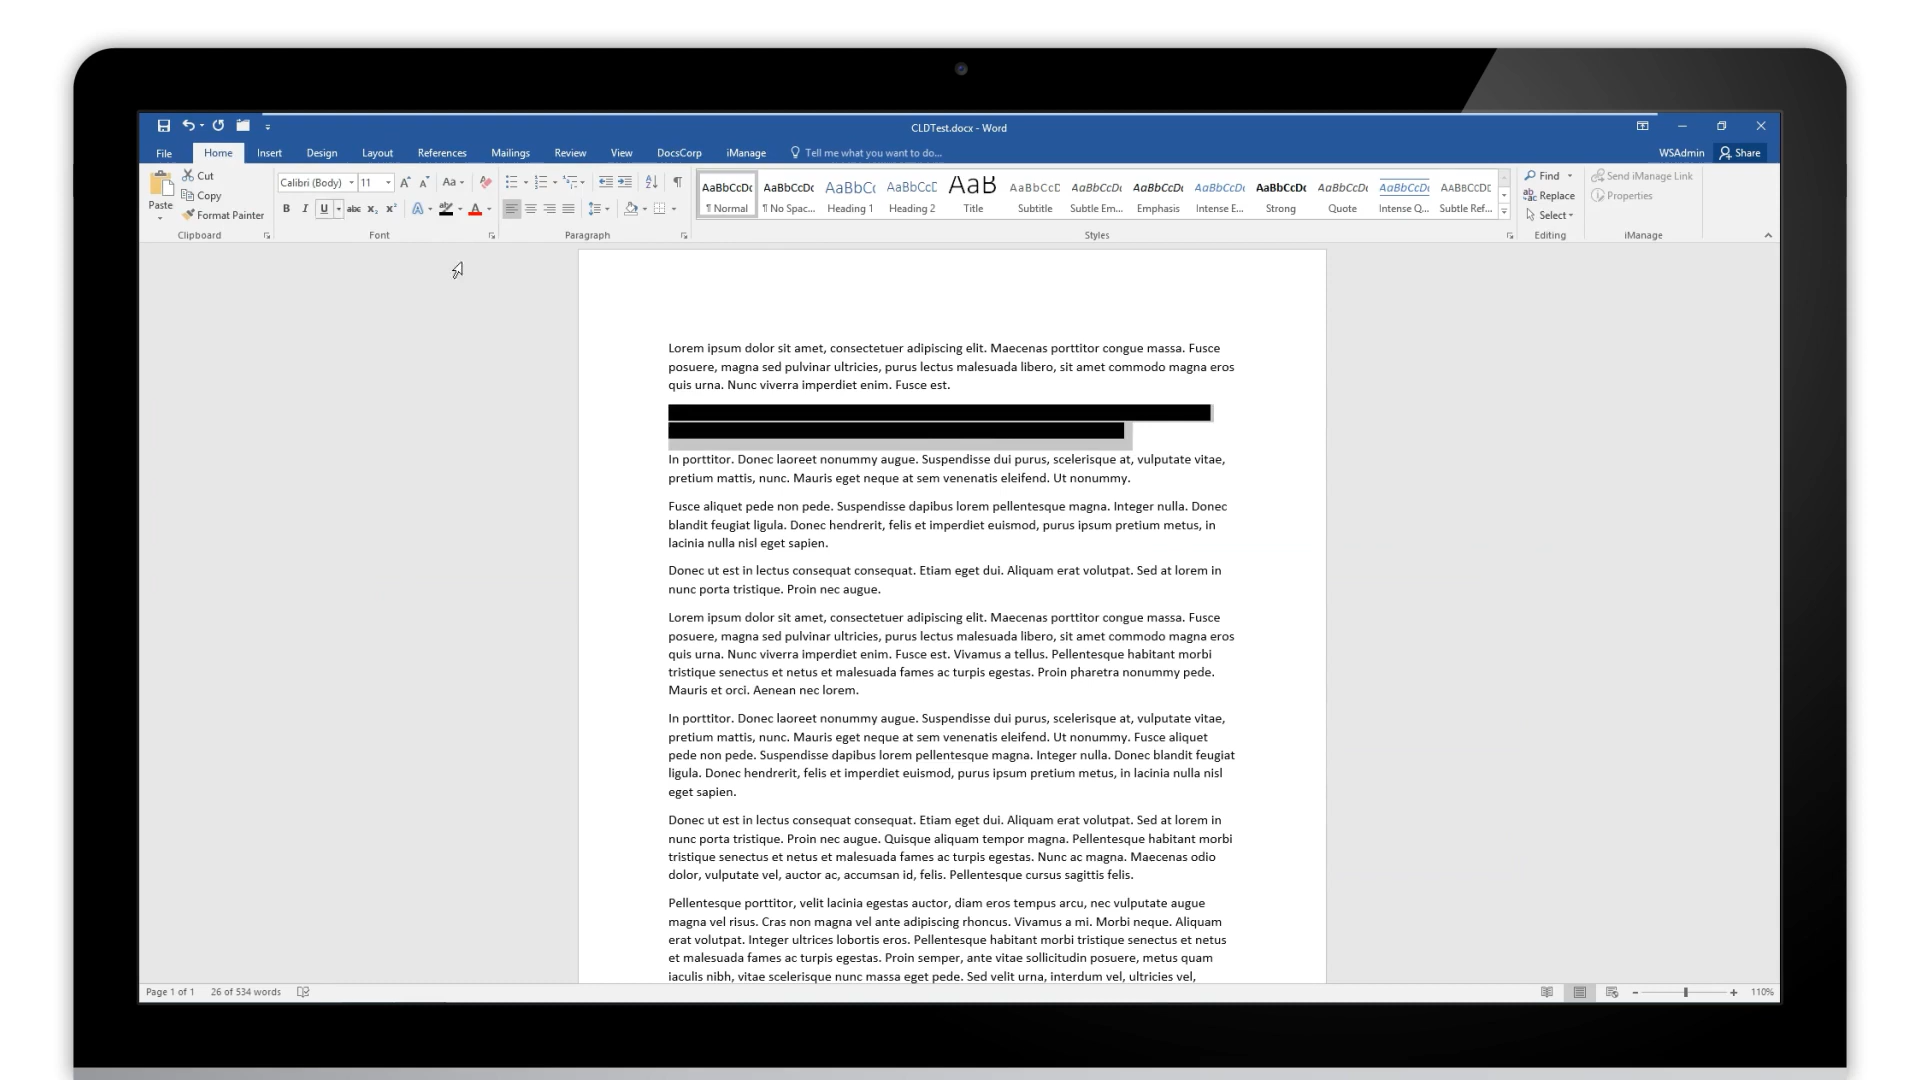 CLDTest.docx - Word
File Home Insert Design Layout References Mailings Review View DocsCorp iManage Tell me what you want to do... WSAdmin Share
Paste
Cut
Copy
Format Painter
Clipboard
Calibri (Body) 11 Aa
B I U abc X₂ X² A aby A
Font
Paragraph
AaBbCcDc AaBbCcDc AaBbC( AaBbCcE AaB AaBbCcC AaBbCcDc AaBbCcDc AaBbCcDc AaBbCcDc AaBbCcDc AaBbCcDc AABBCCDC
¶ Normal ¶ No Spac... Heading 1 Heading 2 Title Subtitle Subtle Em... Emphasis Intense E... Strong Quote Intense Q... Subtle Ref...
Styles
Find
Replace
Select
Editing
Send iManage Link
Properties
iManage
Lorem ipsum dolor sit amet, consectetuer adipiscing elit. Maecenas porttitor congue massa. Fusce
posuere, magna sed pulvinar ultricies, purus lectus malesuada libero, sit amet commodo magna eros
quis urna. Nunc viverra imperdiet enim. Fusce est.
In porttitor. Donec laoreet nonummy augue. Suspendisse dui purus, scelerisque at, vulputate vitae,
pretium mattis, nunc. Mauris eget neque at sem venenatis eleifend. Ut nonummy.
Fusce aliquet pede non pede. Suspendisse dapibus lorem pellentesque magna. Integer nulla. Donec
blandit feugiat ligula. Donec hendrerit, felis et imperdiet euismod, purus ipsum pretium metus, in
lacinia nulla nisl eget sapien.
Donec ut est in lectus consequat consequat. Etiam eget dui. Aliquam erat volutpat. Sed at lorem in
nunc porta tristique. Proin nec augue.
Lorem ipsum dolor sit amet, consectetuer adipiscing elit. Maecenas porttitor congue massa. Fusce
posuere, magna sed pulvinar ultricies, purus lectus malesuada libero, sit amet commodo magna eros
quis urna. Nunc viverra imperdiet enim. Fusce est. Vivamus a tellus. Pellentesque habitant morbi
tristique senectus et netus et malesuada fames ac turpis egestas. Proin pharetra nonummy pede.
Mauris et orci. Aenean nec lorem.
In porttitor. Donec laoreet nonummy augue. Suspendisse dui purus, scelerisque at, vulputate vitae,
pretium mattis, nunc. Mauris eget neque at sem venenatis eleifend. Ut nonummy. Fusce aliquet
pede non pede. Suspendisse dapibus lorem pellentesque magna. Integer nulla. Donec blandit feugiat
ligula. Donec hendrerit, felis et imperdiet euismod, purus ipsum pretium metus, in lacinia nulla nisl
eget sapien.
Donec ut est in lectus consequat consequat. Etiam eget dui. Aliquam erat volutpat. Sed at lorem in
nunc porta tristique. Proin nec augue. Quisque aliquam tempor magna. Pellentesque habitant morbi
tristique senectus et netus et malesuada fames ac turpis egestas. Nunc ac magna. Maecenas odio
dolor, vulputate vel, auctor ac, accumsan id, felis. Pellentesque cursus sagittis felis.
Pellentesque porttitor, velit lacinia egestas auctor, diam eros tempus arcu, nec vulputate augue
magna vel risus. Cras non magna vel ante adipiscing rhoncus. Vivamus a mi. Morbi neque. Aliquam
erat volutpat. Integer ultrices lobortis eros. Pellentesque habitant morbi tristique senectus et netus
et malesuada fames ac turpis egestas. Proin semper, ante vitae sollicitudin posuere, metus quam
iaculis nibh, vitae scelerisque nunc massa eget pede. Sed velit urna, interdum vel, ultricies vel,
Page 1 of 1 26 of 534 words 110%